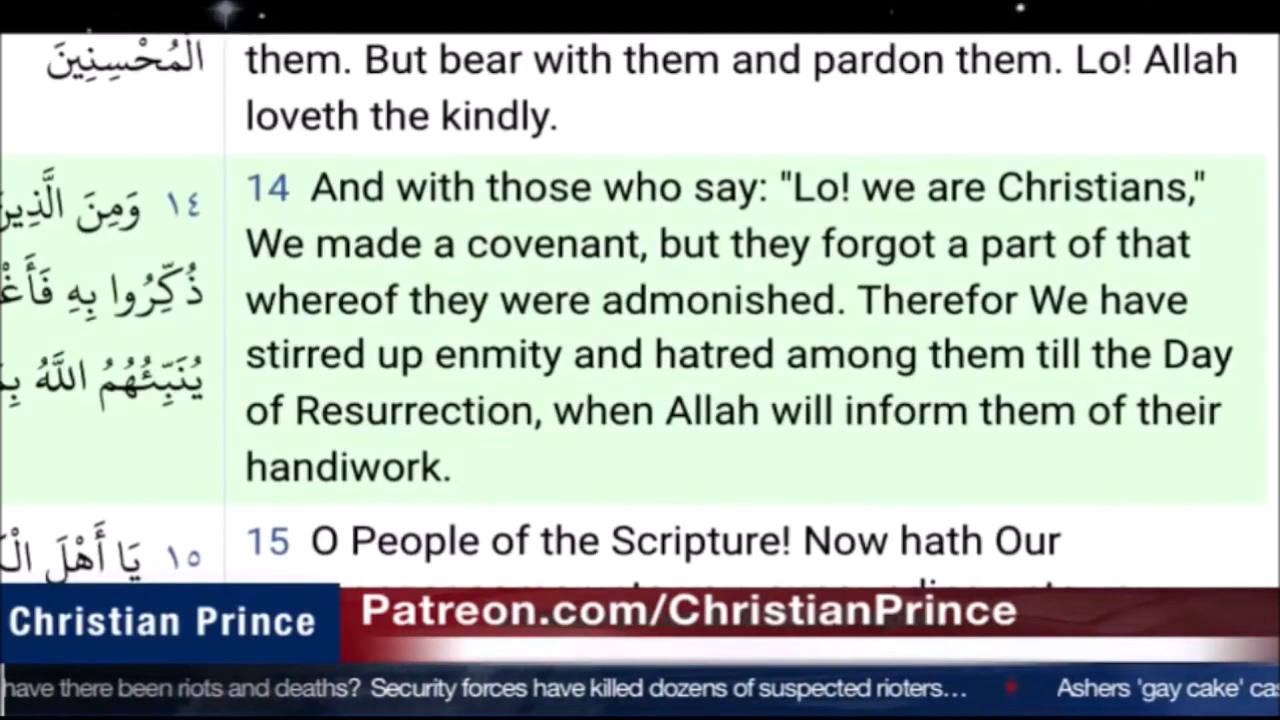 الْمُحْسِنِينَ
them. But bear with them and pardon them. Lo! Allah
loveth the kindly.
١٤ وَمِنَ الَّذِينَ
ذُكِّرُوا بِهِ
يُنَبِّئُهُمُ اللَّهُ
14 And with those who say: "Lo! we are Christians,"
We made a covenant, but they forgot a part of that
whereof they were admonished. Therefor We have
stirred up enmity and hatred among them till the Day
of Resurrection, when Allah will inform them of their
handiwork.
١٥ يَا أَهْلَ
15 O People of the Scripture! Now hath Our
Christian Prince
Patreon.com/ChristianPrince
have there been riots and deaths? Security forces have killed dozens of suspected rioters... Ashers 'gay cake'